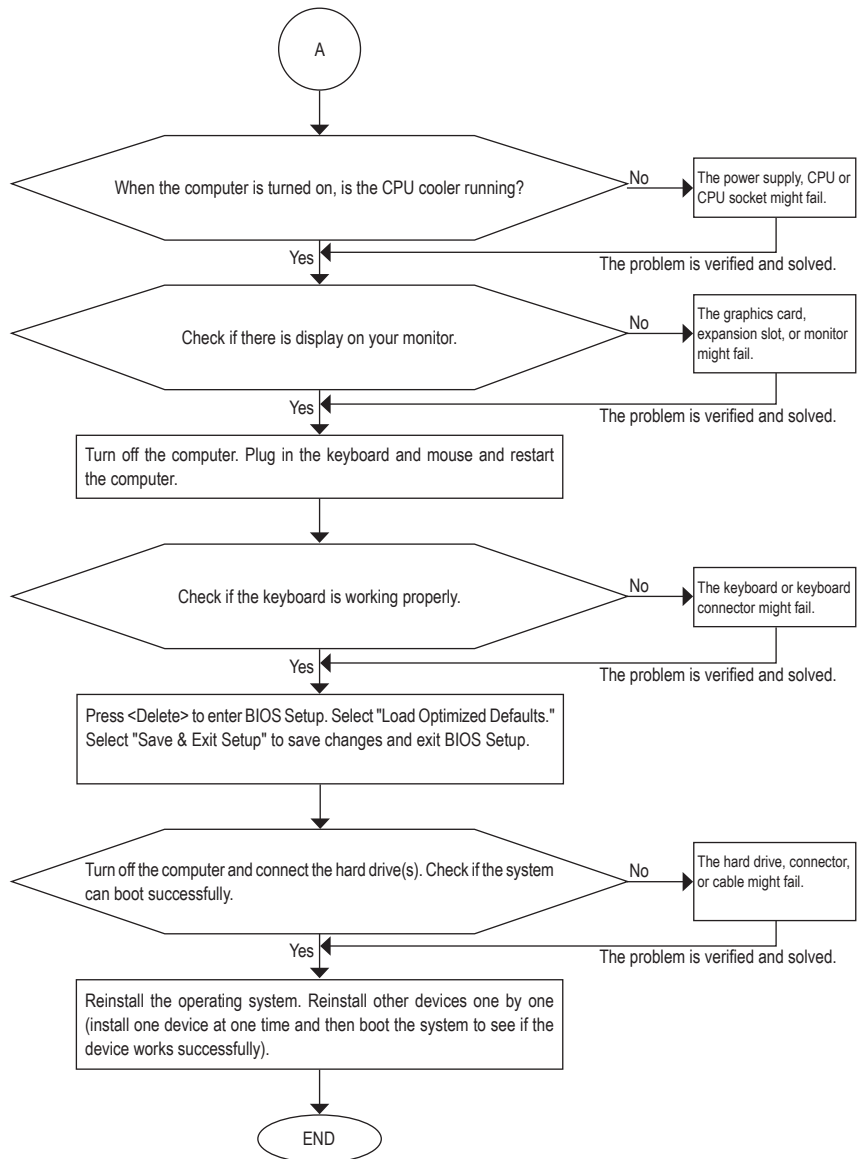 A
When the computer is turned on, is the CPU cooler running?
No
The power supply, CPU or
CPU socket might fail.
Yes
The problem is verified and solved.
Check if there is display on your monitor.
No
The graphics card,
expansion slot, or monitor
might fail.
Yes
The problem is verified and solved.
Turn off the computer. Plug in the keyboard and mouse and restart
the computer.
Check if the keyboard is working properly.
No
The keyboard or keyboard
connector might fail.
Yes
The problem is verified and solved.
Press <Delete> to enter BIOS Setup. Select "Load Optimized Defaults."
Select "Save & Exit Setup" to save changes and exit BIOS Setup.
Turn off the computer and connect the hard drive(s). Check if the system
can boot successfully.
No
The hard drive, connector,
or cable might fail.
Yes
The problem is verified and solved.
Reinstall the operating system. Reinstall other devices one by one
(install one device at one time and then boot the system to see if the
device works successfully).
END